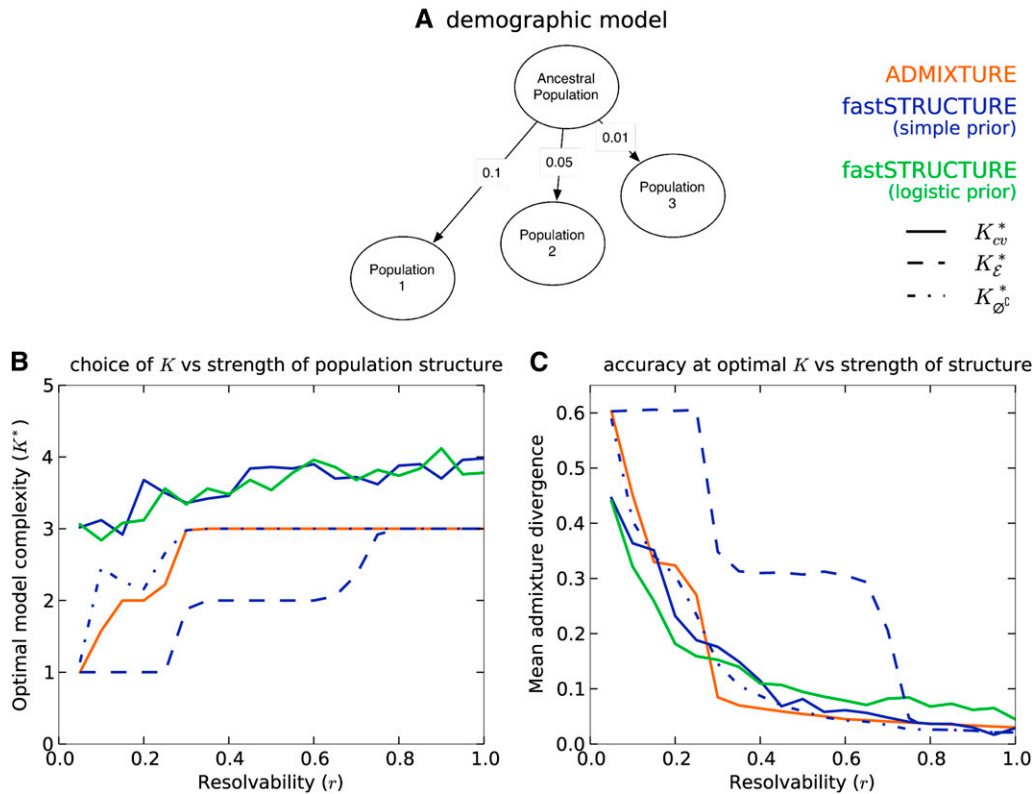 A demographic model
Ancestral
Population
0.1
0.05
0.01
Population
1
Population
2
Population
3
ADMIXTURE
fastSTRUCTURE
(simple prior)
fastSTRUCTURE
(logistic prior)
K*cv
K*ℰ
K*∅∁
B choice of K vs strength of population structure
5
4
3
2
1
0
0.0 0.2 0.4 0.6 0.8 1.0
Optimal model complexity (K*)
Resolvability (r)
C accuracy at optimal K vs strength of structure
0.6
0.5
0.4
0.3
0.2
0.1
0.0
0.0 0.2 0.4 0.6 0.8 1.0
Mean admixture divergence
Resolvability (r)